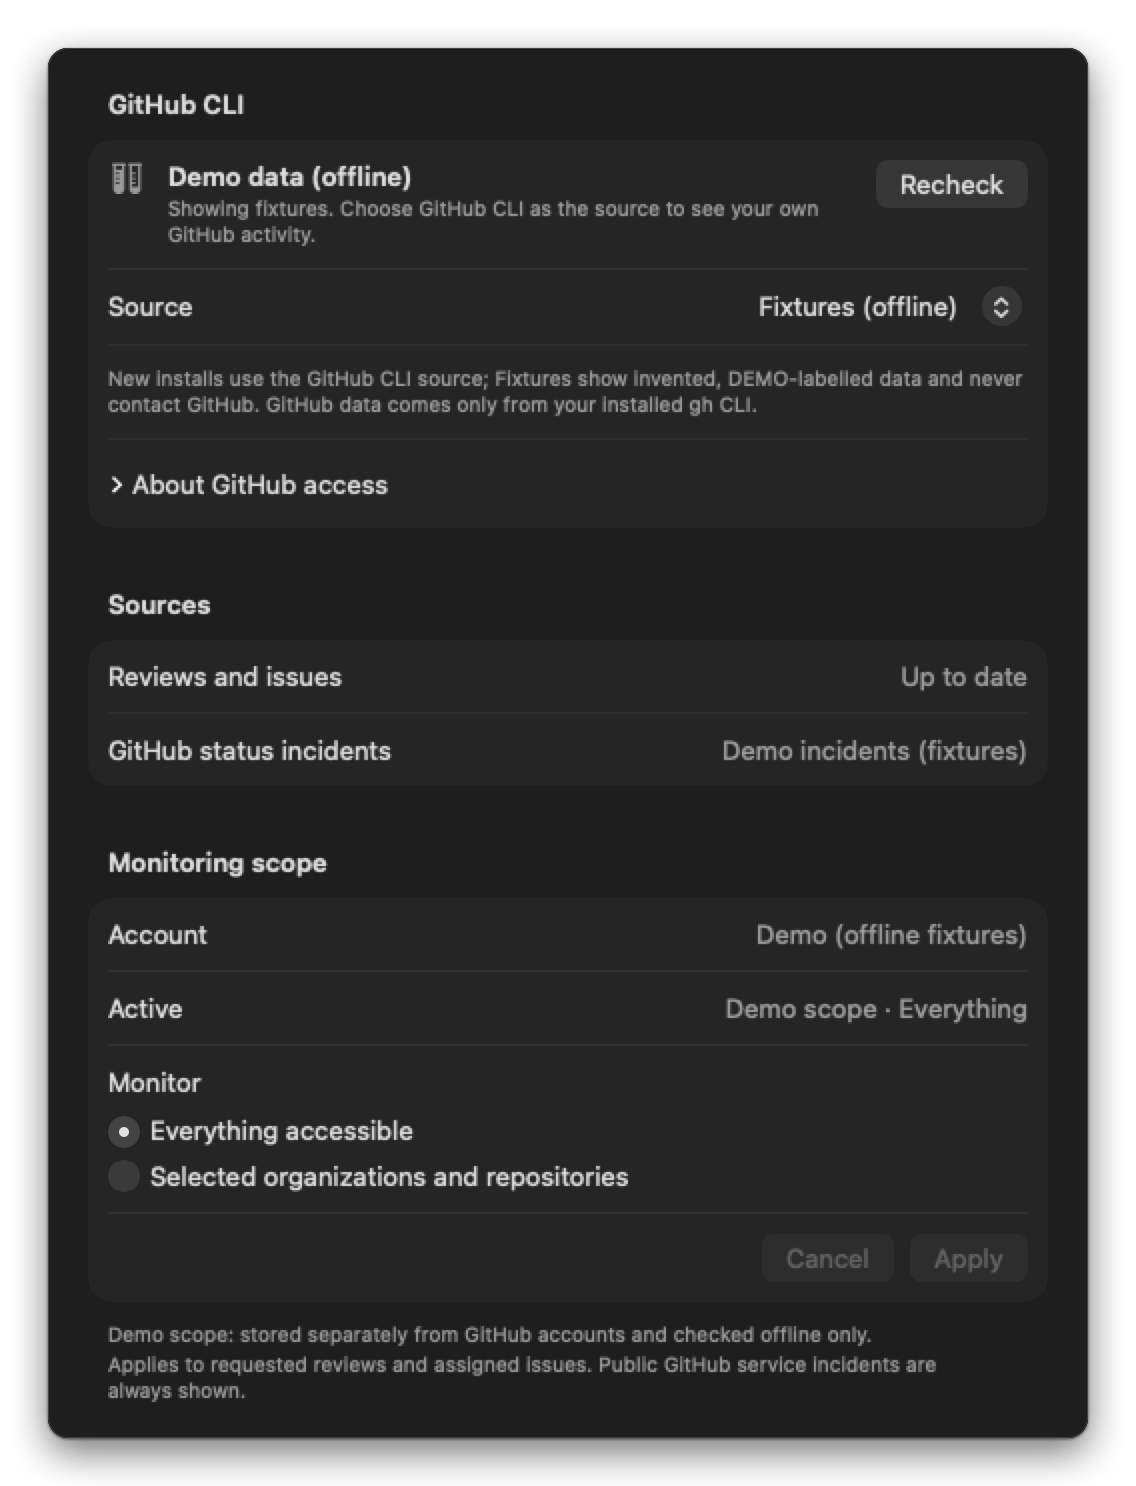 GitHub CLI
Demo data (offline)
Showing fixtures. Choose GitHub CLI as the source to see your own
GitHub activity.
Recheck
Source
Fixtures (offline)
New installs use the GitHub CLI source; Fixtures show invented, DEMO-labelled data and never
contact GitHub. GitHub data comes only from your installed gh CLI.
About GitHub access
Sources
Reviews and issues
Up to date
GitHub status incidents
Demo incidents (fixtures)
Monitoring scope
Account
Demo (offline fixtures)
Active
Demo scope · Everything
Monitor
Everything accessible
Selected organizations and repositories
Cancel
Apply
Demo scope: stored separately from GitHub accounts and checked offline only.
Applies to requested reviews and assigned issues. Public GitHub service incidents are
always shown.